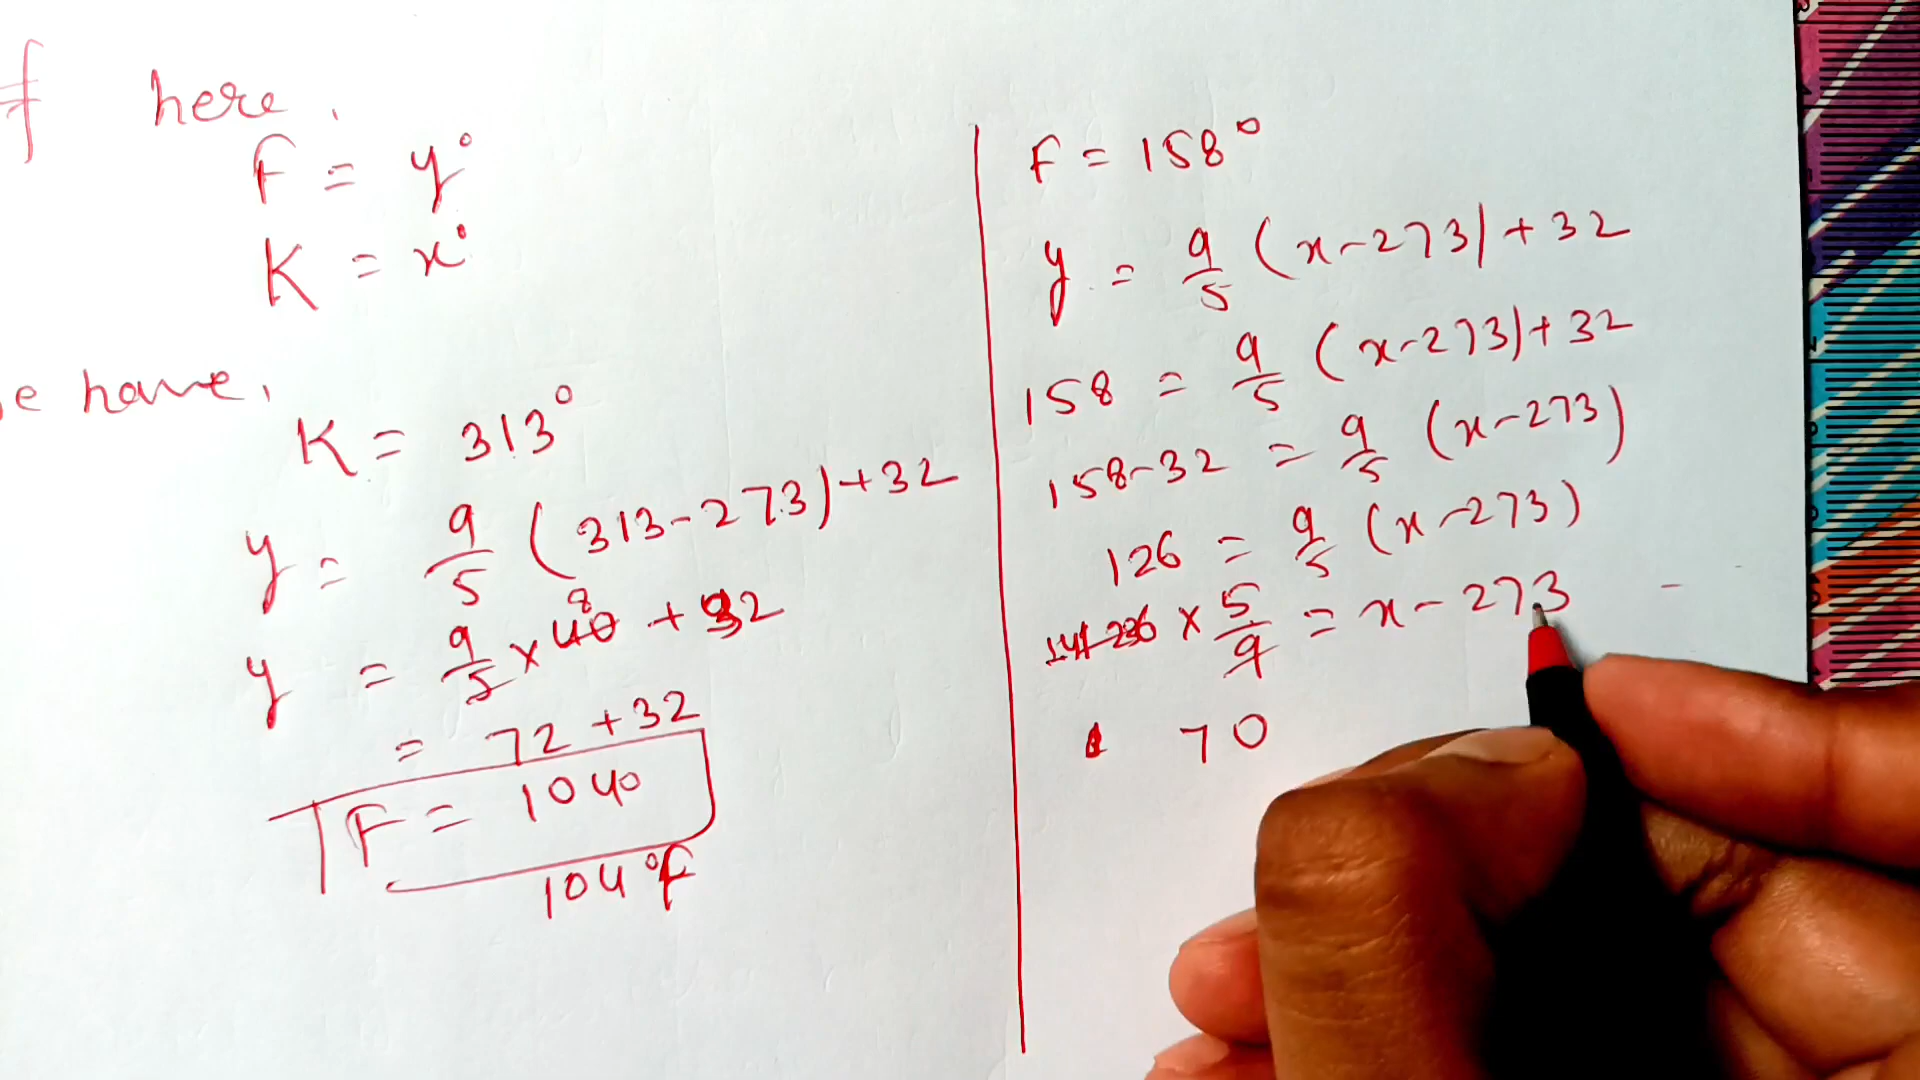 f here,
F = y°
K = x°
e have,
K = 313°
y = 9/5 (313-273)+32
y = 9/5 × 40 8 + 32
= 72 +32
F = 104°
104°F
F = 158°
y = 9/5 (x-273)+32
158 = 9/5 (x-273)+32
158-32 = 9/5 (x-273)
126 = 9/5 (x-273)
× 5/9 = x-273
70